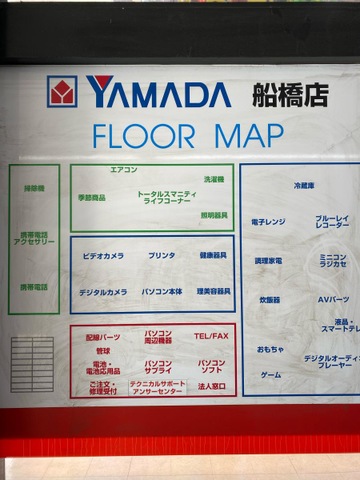 YAMADA 船橋店
FLOOR MAP
掃除機
携帯電話
アクセサリー
携帯電話
エアコン
洗濯機
季節商品
トータルスマニティ
ライフコーナー
照明器具
ビデオカメラ
プリンタ
健康器具
デジタルカメラ
パソコン本体
理美容器具
配線パーツ
パソコン
周辺機器
TEL/FAX
管球
電池・
電池応用品
パソコン
サプライ
パソコン
ソフト
ご注文・
修理受付
テクニカルサポート
アンサーセンター
法人窓口
冷蔵庫
電子レンジ
ブルーレイ
レコーダー
調理家電
ミニコン
ラジカセ
炊飯器
AVパーツ
液晶・
スマートテレ
おもちゃ
デジタルオーディオ
プレーヤー
ゲーム